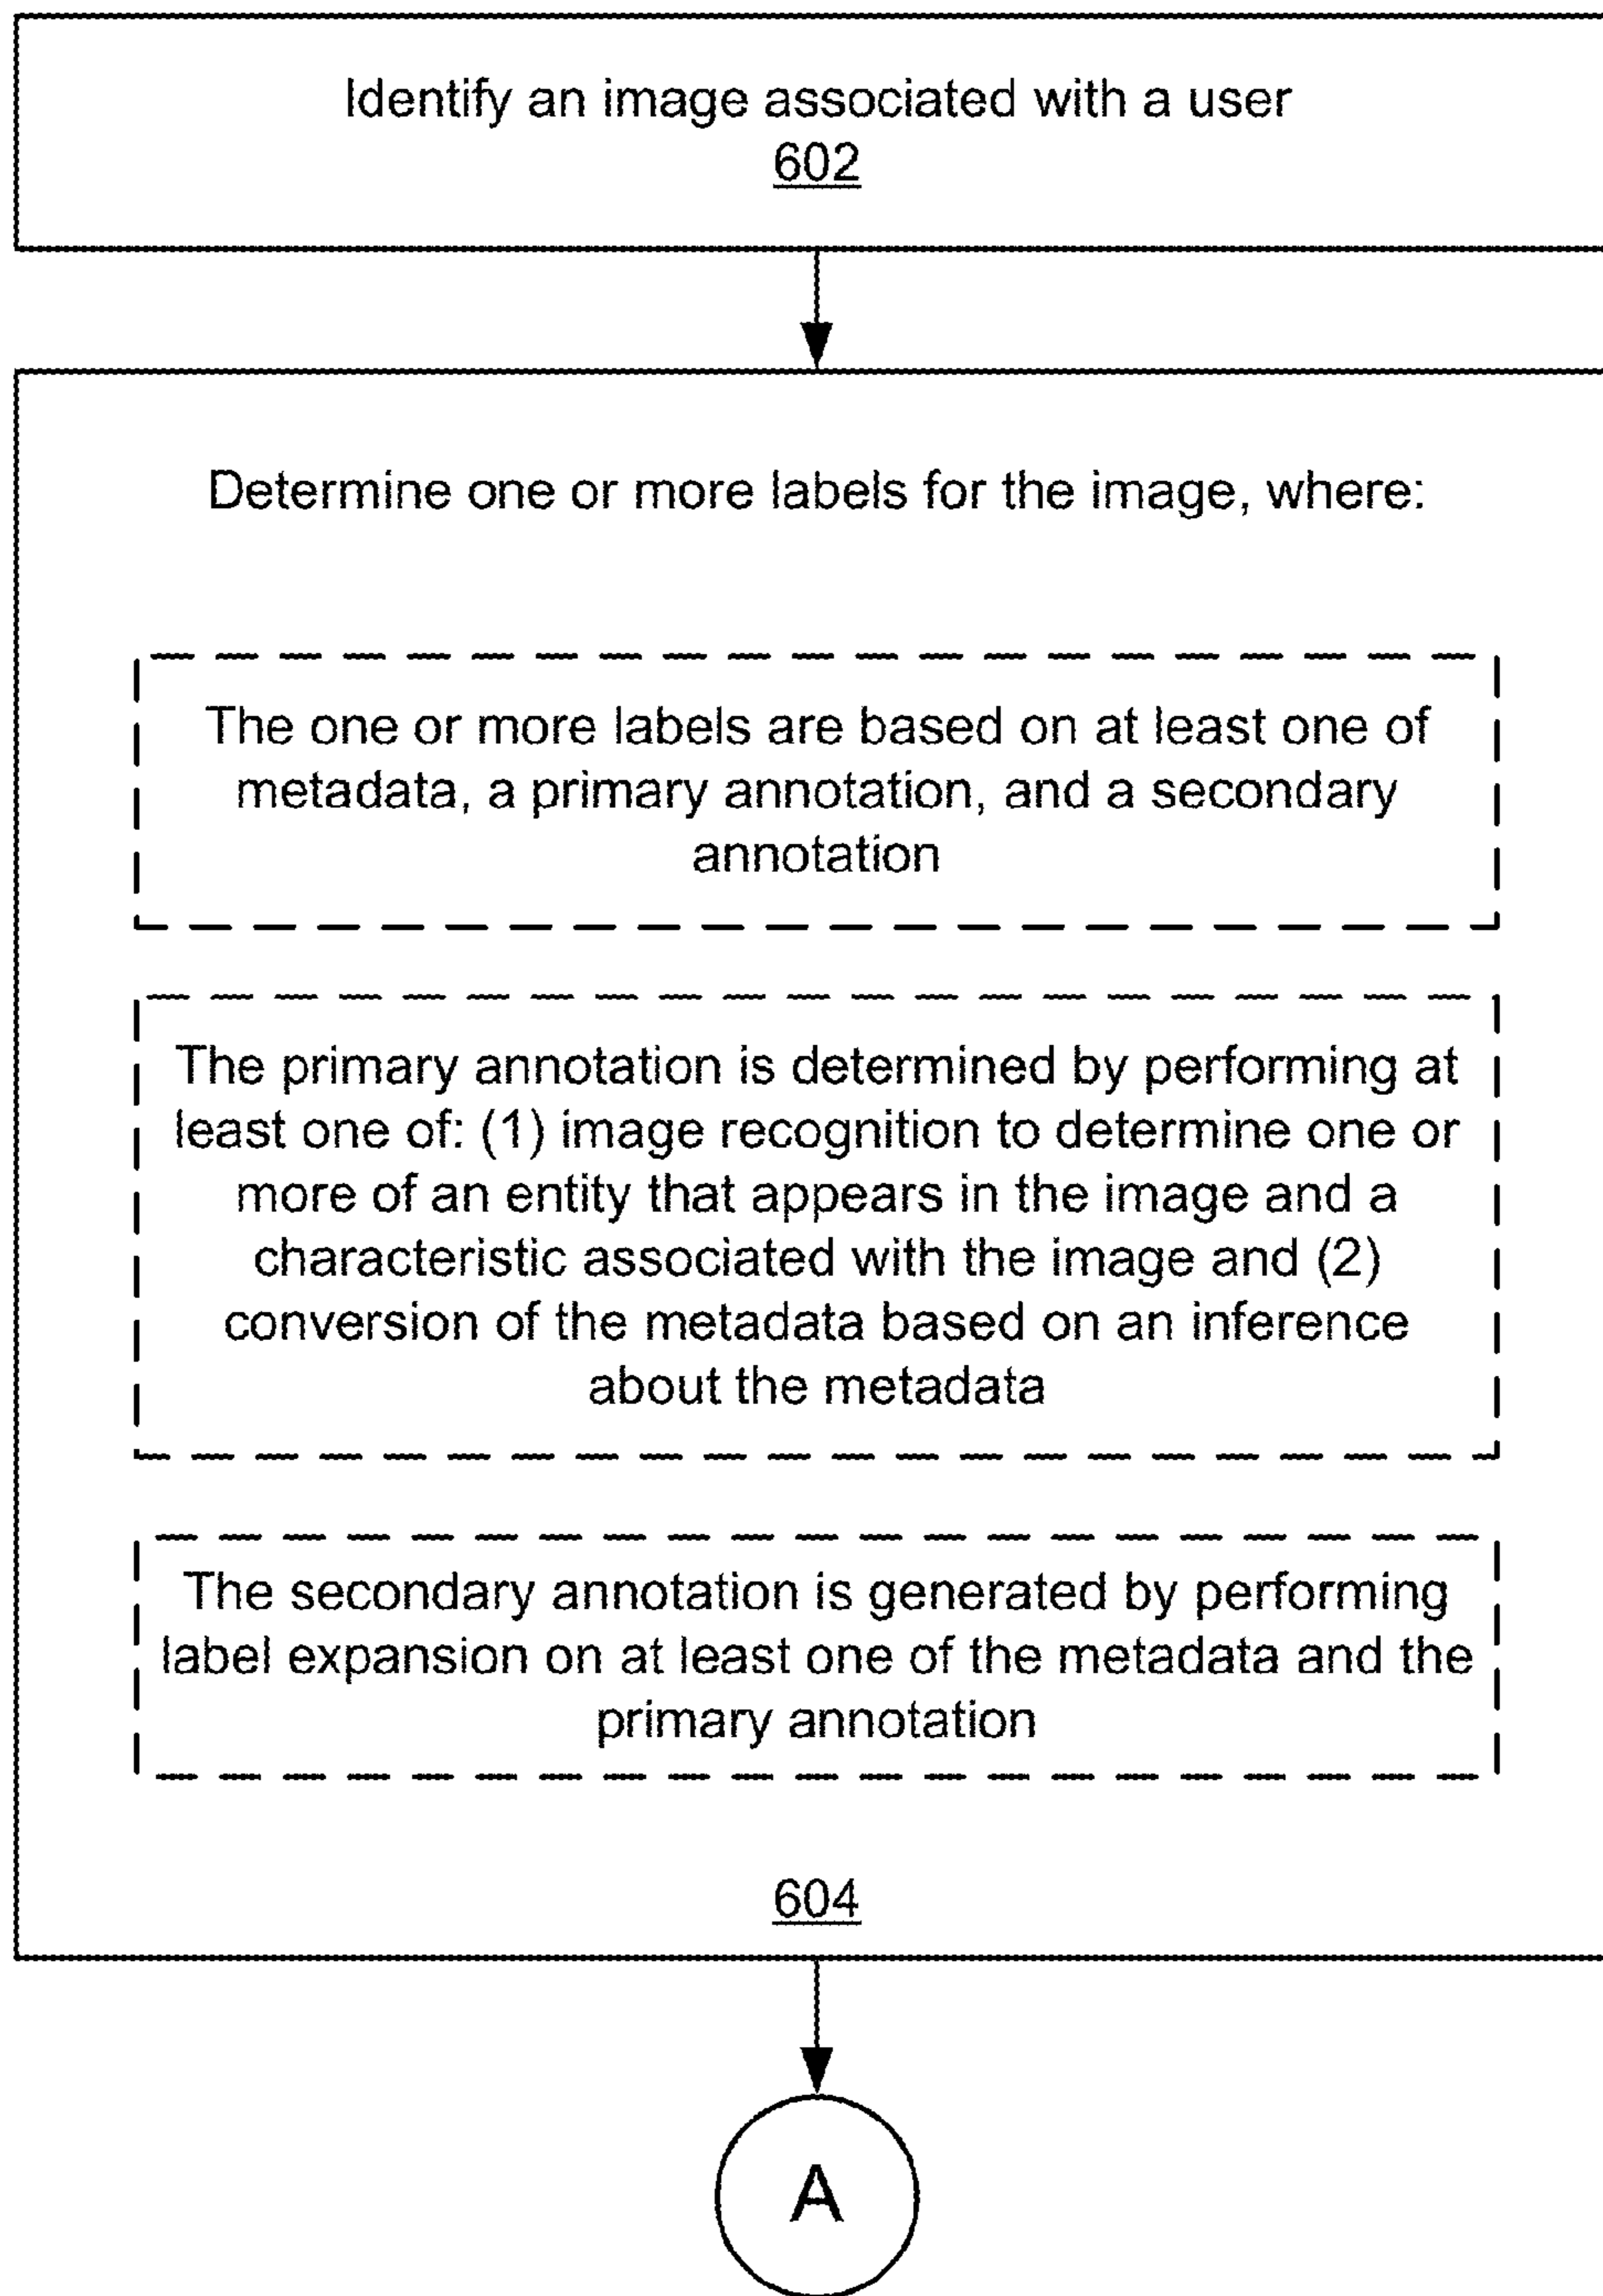 Identify an image associated with a user
602
Determine one or more labels for the image, where:
The one or more labels are based on at least one of
metadata, a primary annotation, and a secondary
annotation
The primary annotation is determined by performing at
least one of: (1) image recognition to determine one or
more of an entity that appears in the image and a
characteristic associated with the image and (2)
conversion of the metadata based on an inference
about the metadata
The secondary annotation is generated by performing
label expansion on at least one of the metadata and the
primary annotation
604
A